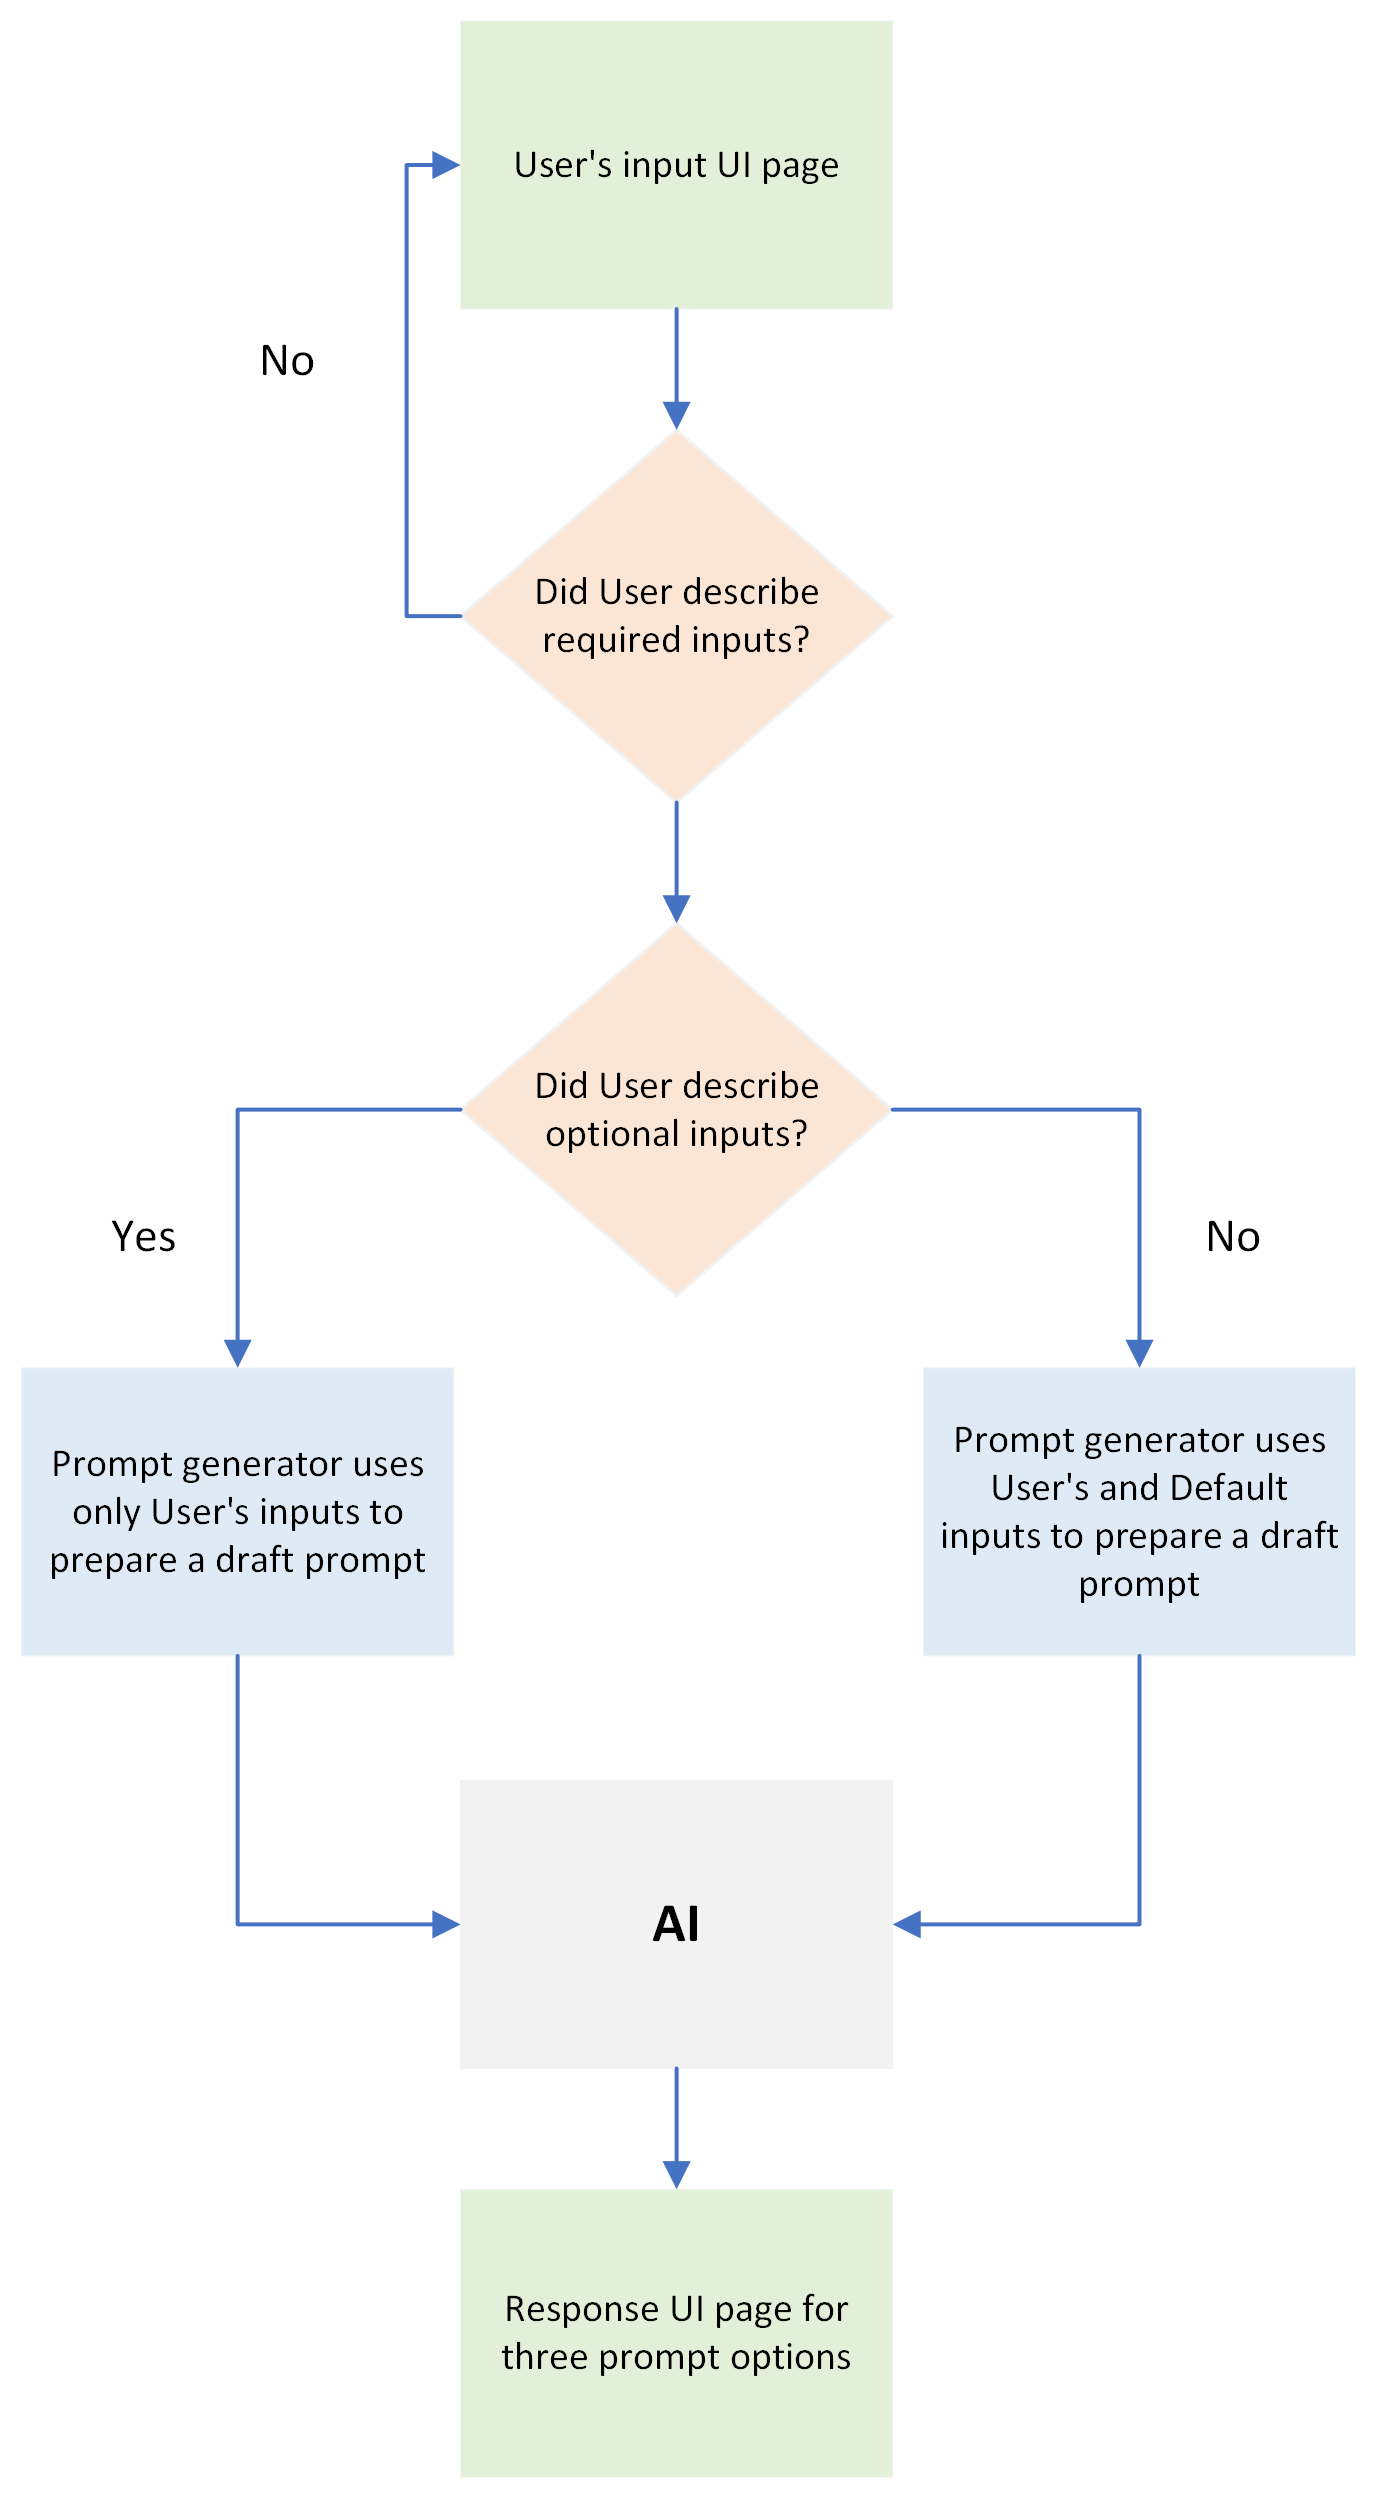 User's input UI page
No
Did User describe
required inputs?
Did User describe
optional inputs?
Yes
No
Prompt generator uses
only User's inputs to
prepare a draft prompt
Prompt generator uses
User's and Default
inputs to prepare a draft
prompt
AI
Response UI page for
three prompt options